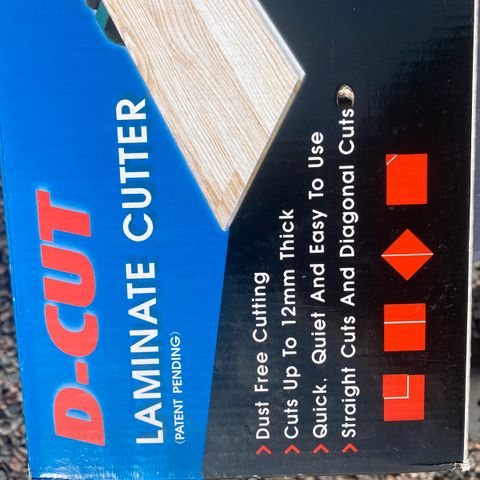 D-CUT
LAMINATE CUTTER
(PATENT PENDING)
> Dust Free Cutting
> Cuts Up To 12mm Thick
> Quick, Quiet And Easy To Use
> Straight Cuts And Diagonal Cuts